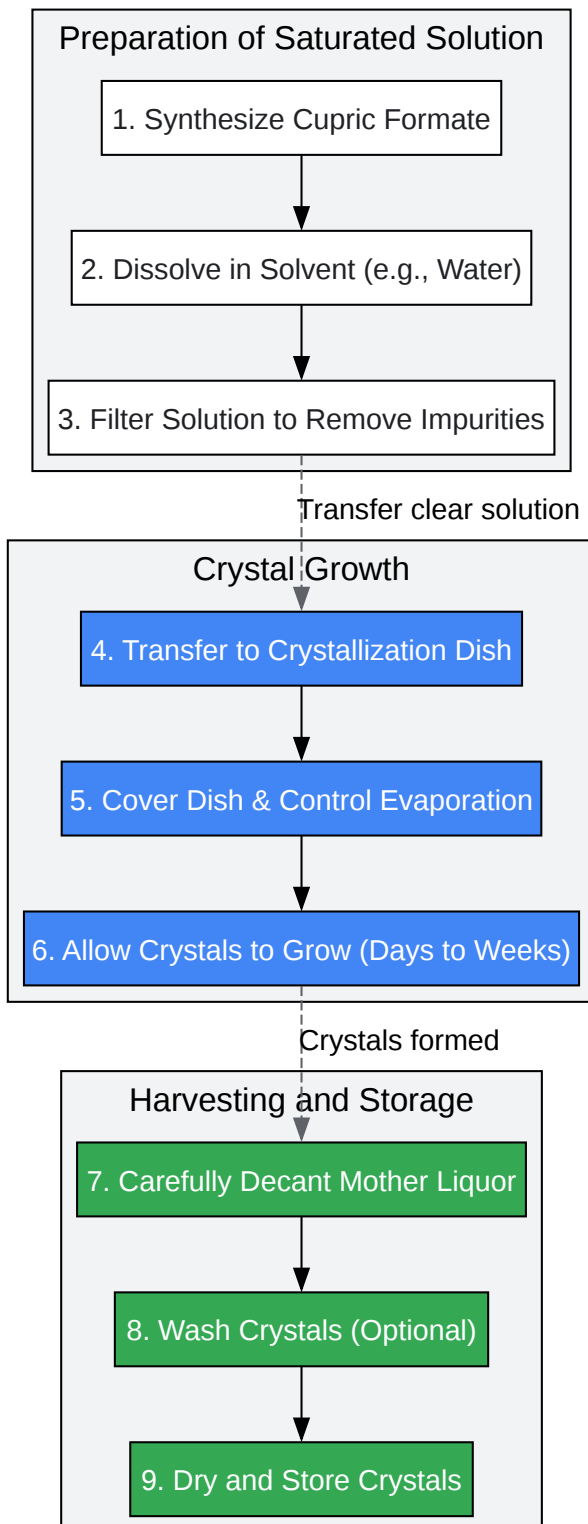 Preparation of Saturated Solution
1. Synthesize Cupric Formate
2. Dissolve in Solvent (e.g., Water)
3. Filter Solution to Remove Impurities
Transfer clear solution
Crystal Growth
4. Transfer to Crystallization Dish
5. Cover Dish & Control Evaporation
6. Allow Crystals to Grow (Days to Weeks)
Crystals formed
Harvesting and Storage
7. Carefully Decant Mother Liquor
8. Wash Crystals (Optional)
9. Dry and Store Crystals